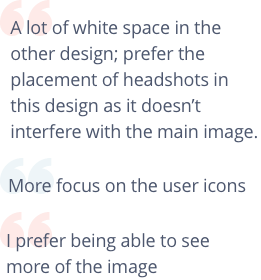 A lot of white space in the
other design; prefer the
placement of headshots in
this design as it doesn’t
interfere with the main image.
More focus on the user icons
I prefer being able to see
more of the image